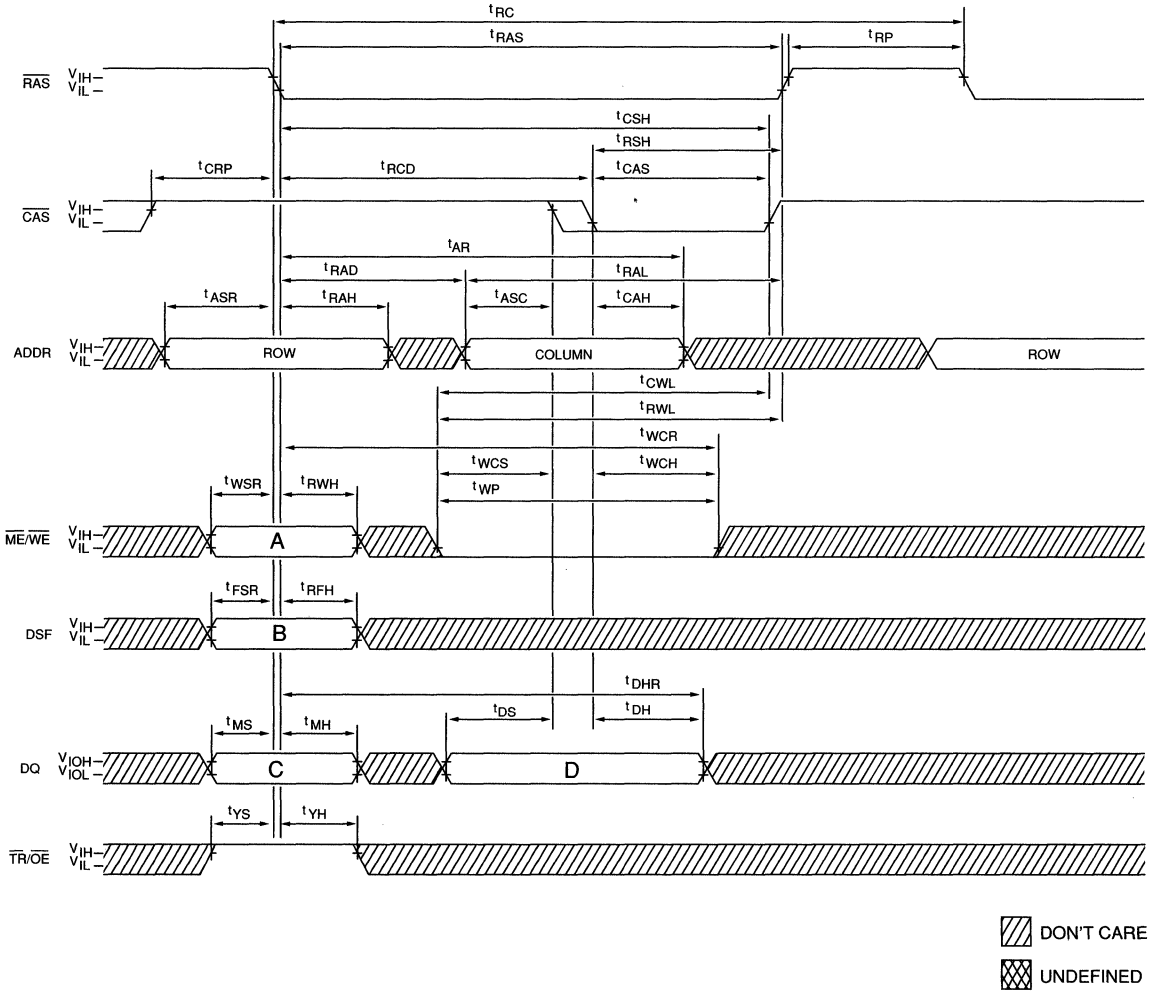 tRC
tRAS
tRP
RAS VIH
VIL
tCSH
tRSH
tCRP tRCD tCAS
CAS VIH
VIL
tAR
tRAD tRAL
tASR tRAH tASC tCAH
ADDR VIH
VIL
ROW COLUMN ROW
tCWL
tRWL
tWCR
tWCS tWCH
tWSR tRWH tWP
ME/WE VIH
VIL
A
tFSR tRFH
DSF VIH
VIL
B
tDHR
tDS tDH
tMS tMH
DQ VIOH
VIOL
C D
tYS tYH
TR/OE VIH
VIL
DON'T CARE
UNDEFINED